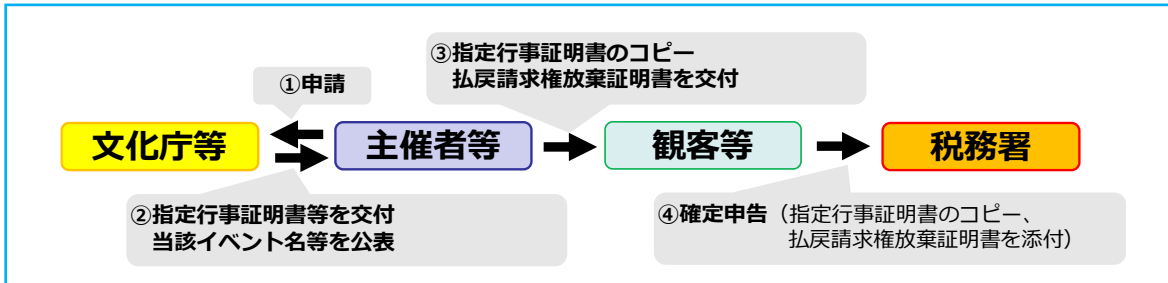 ③指定行事証明書のコピー
払戻請求権放棄証明書を交付
①申請
文化庁等
主催者等
観客等
税務署
②指定行事証明書等を交付
当該イベント名等を公表
④確定申告（指定行事証明書のコピー、
払戻請求権放棄証明書を添付）